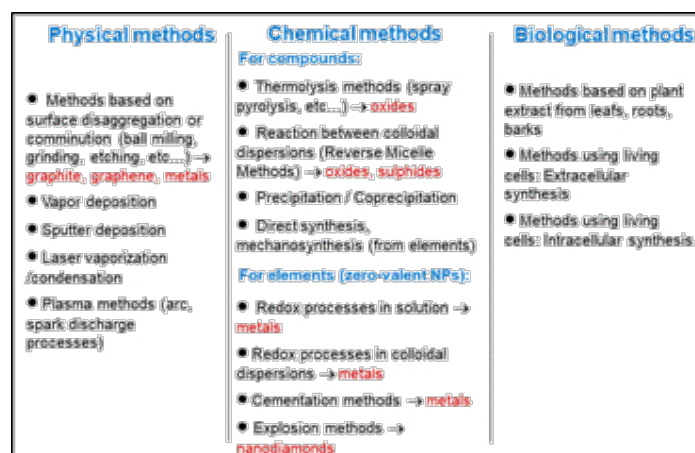 Physical methods
● Methods based on
surface disaggregation or
comminution (ball milling,
grinding, etching, etc...) →
graphite, graphene, metals
● Vapor deposition
● Sputter deposition
● Laser vaporization
/condensation
● Plasma methods (arc,
spark discharge
processes)
Chemical methods
For compounds:
● Thermolysis methods (spray
pyrolysis, etc...) → oxides
● Reaction between colloidal
dispersions (Reverse Micelle
Methods) → oxides, sulphides
● Precipitation / Coprecipitation
● Direct synthesis,
mechanosynthesis (from elements)
For elements (zero-valent NPs):
● Redox processes in solution →
metals
● Redox processes in colloidal
dispersions → metals
● Cementation methods → metals
● Explosion methods →
nanodiamonds
Biological methods
● Methods based on plant
extract from leafs, roots,
barks
● Methods using living
cells: Extracellular
synthesis
● Methods using living
cells: Intracellular synthesis